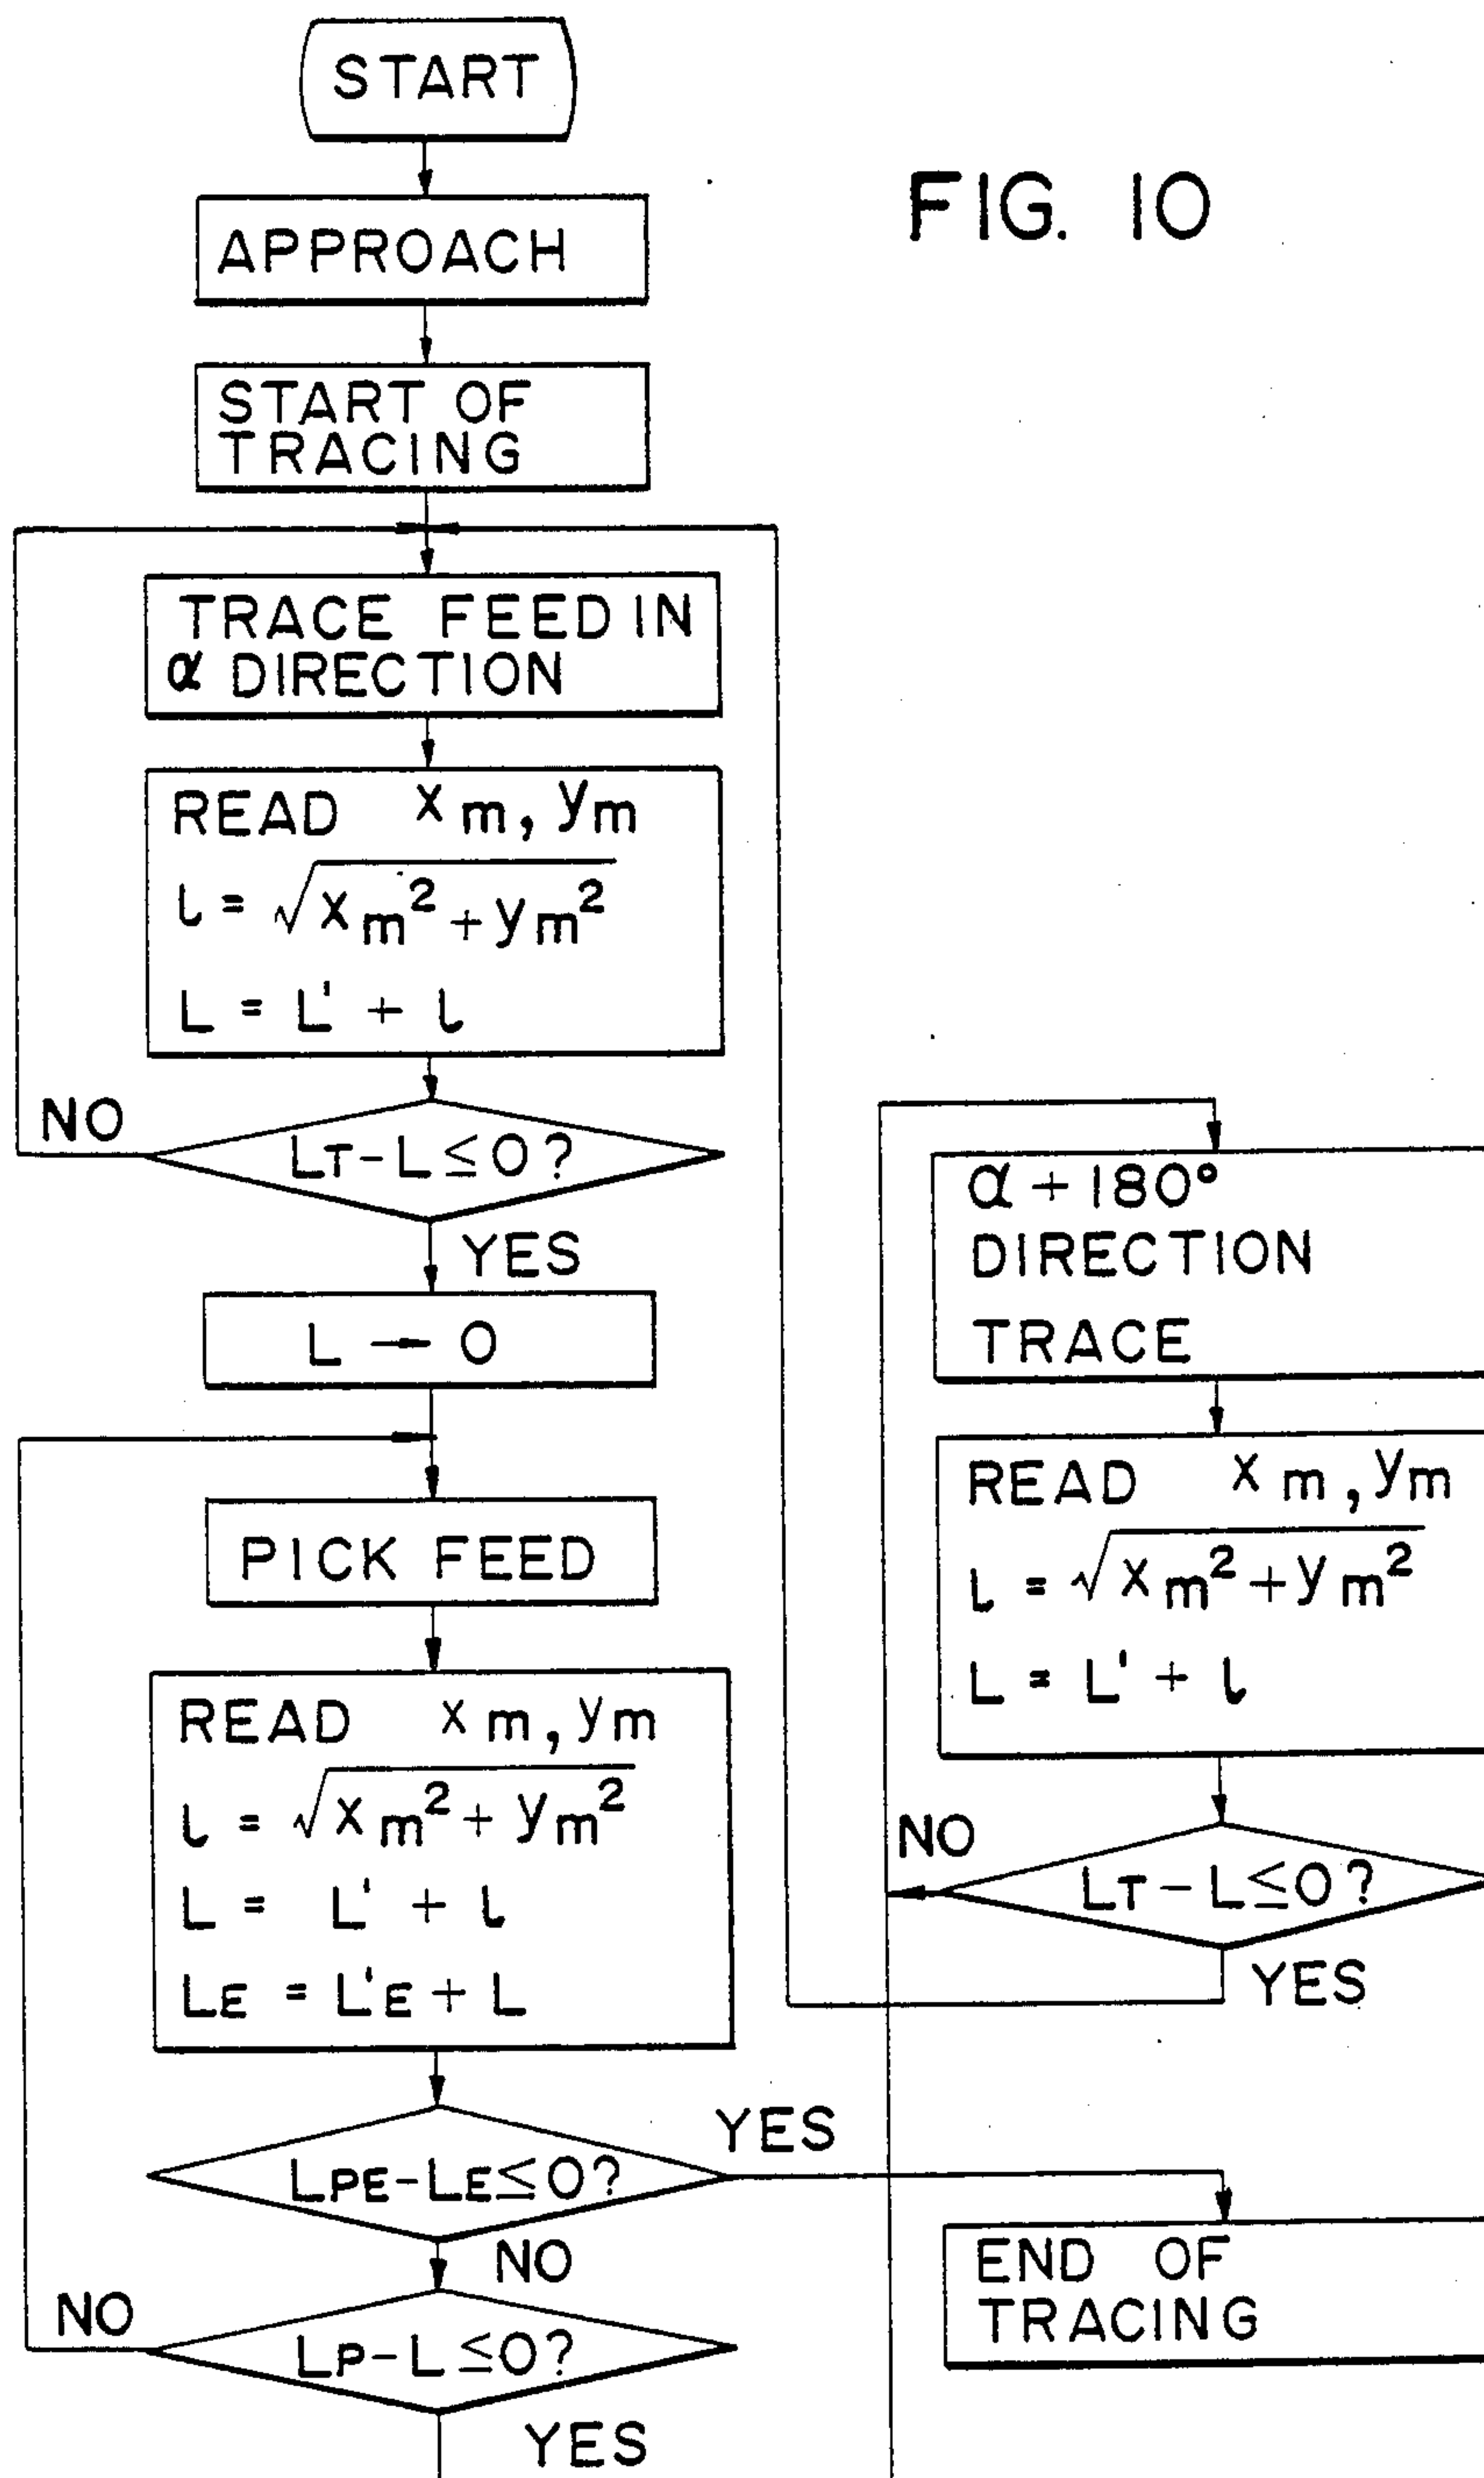 START
FIG. 10
APPROACH
START OF
TRACING
TRACE FEED IN
α DIRECTION
READ xm, ym
l = √xm² + ym²
L = L' + l
NO
LT - L ≤ 0?
YES
L → 0
PICK FEED
READ xm, ym
l = √xm² + ym²
L = L' + l
LE = L'E + L
YES
LPE - LE ≤ 0?
NO
NO
LP - L ≤ 0?
YES
α + 180°
DIRECTION
TRACE
READ xm, ym
l = √xm² + ym²
L = L' + l
NO
LT - L ≤ 0?
YES
END OF
TRACING